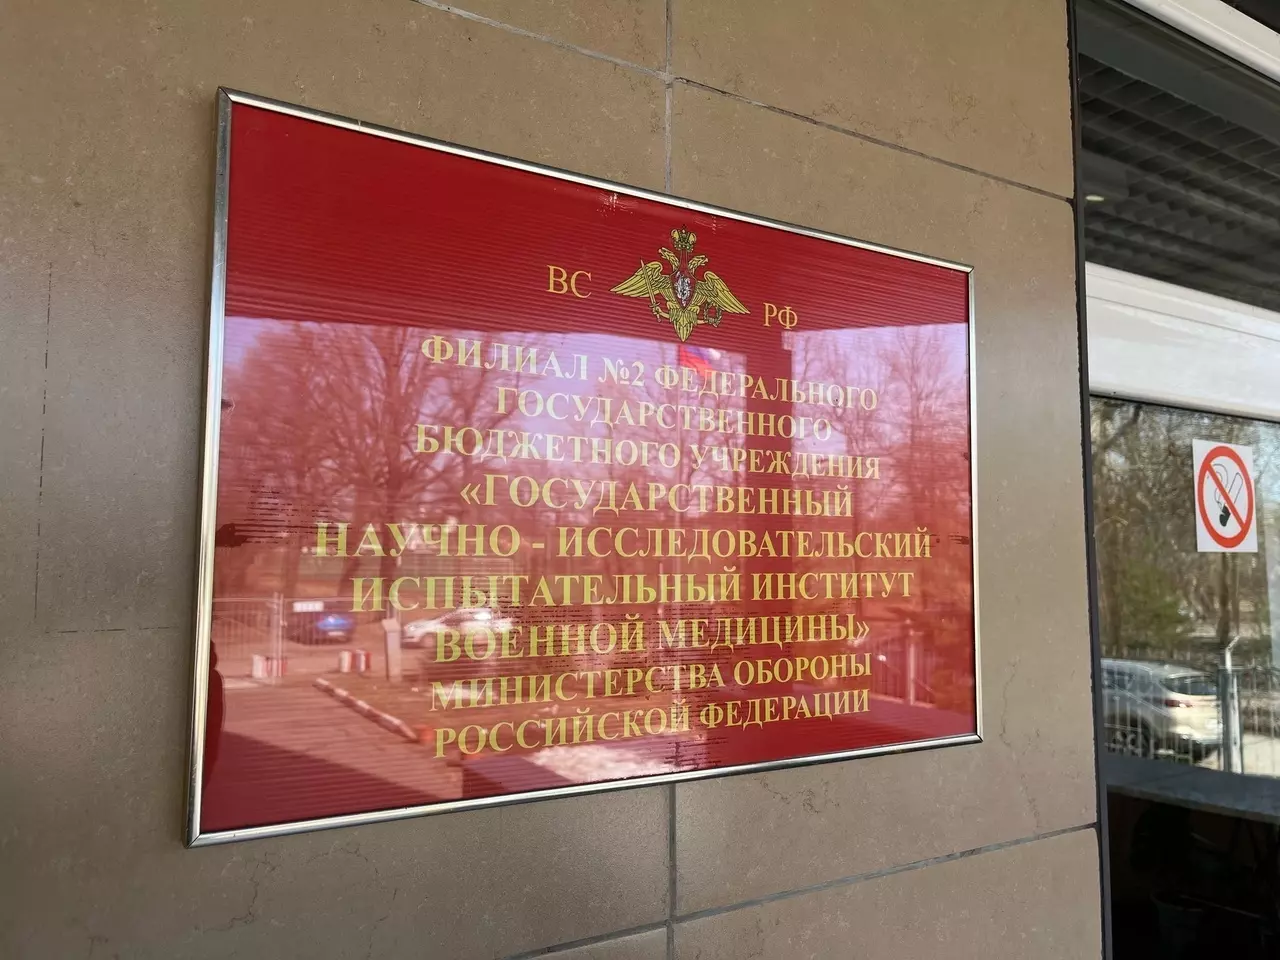 ВС РФ
ФИЛИАЛ №2 ФЕДЕРАЛЬНОГО
ГОСУДАРСТВЕННОГО
БЮДЖЕТНОГО УЧРЕЖДЕНИЯ
«ГОСУДАРСТВЕННЫЙ
НАУЧНО - ИССЛЕДОВАТЕЛЬСКИЙ
ИСПЫТАТЕЛЬНЫЙ ИНСТИТУТ
ВОЕННОЙ МЕДИЦИНЫ»
МИНИСТЕРСТВА ОБОРОНЫ
РОССИЙСКОЙ ФЕДЕРАЦИИ